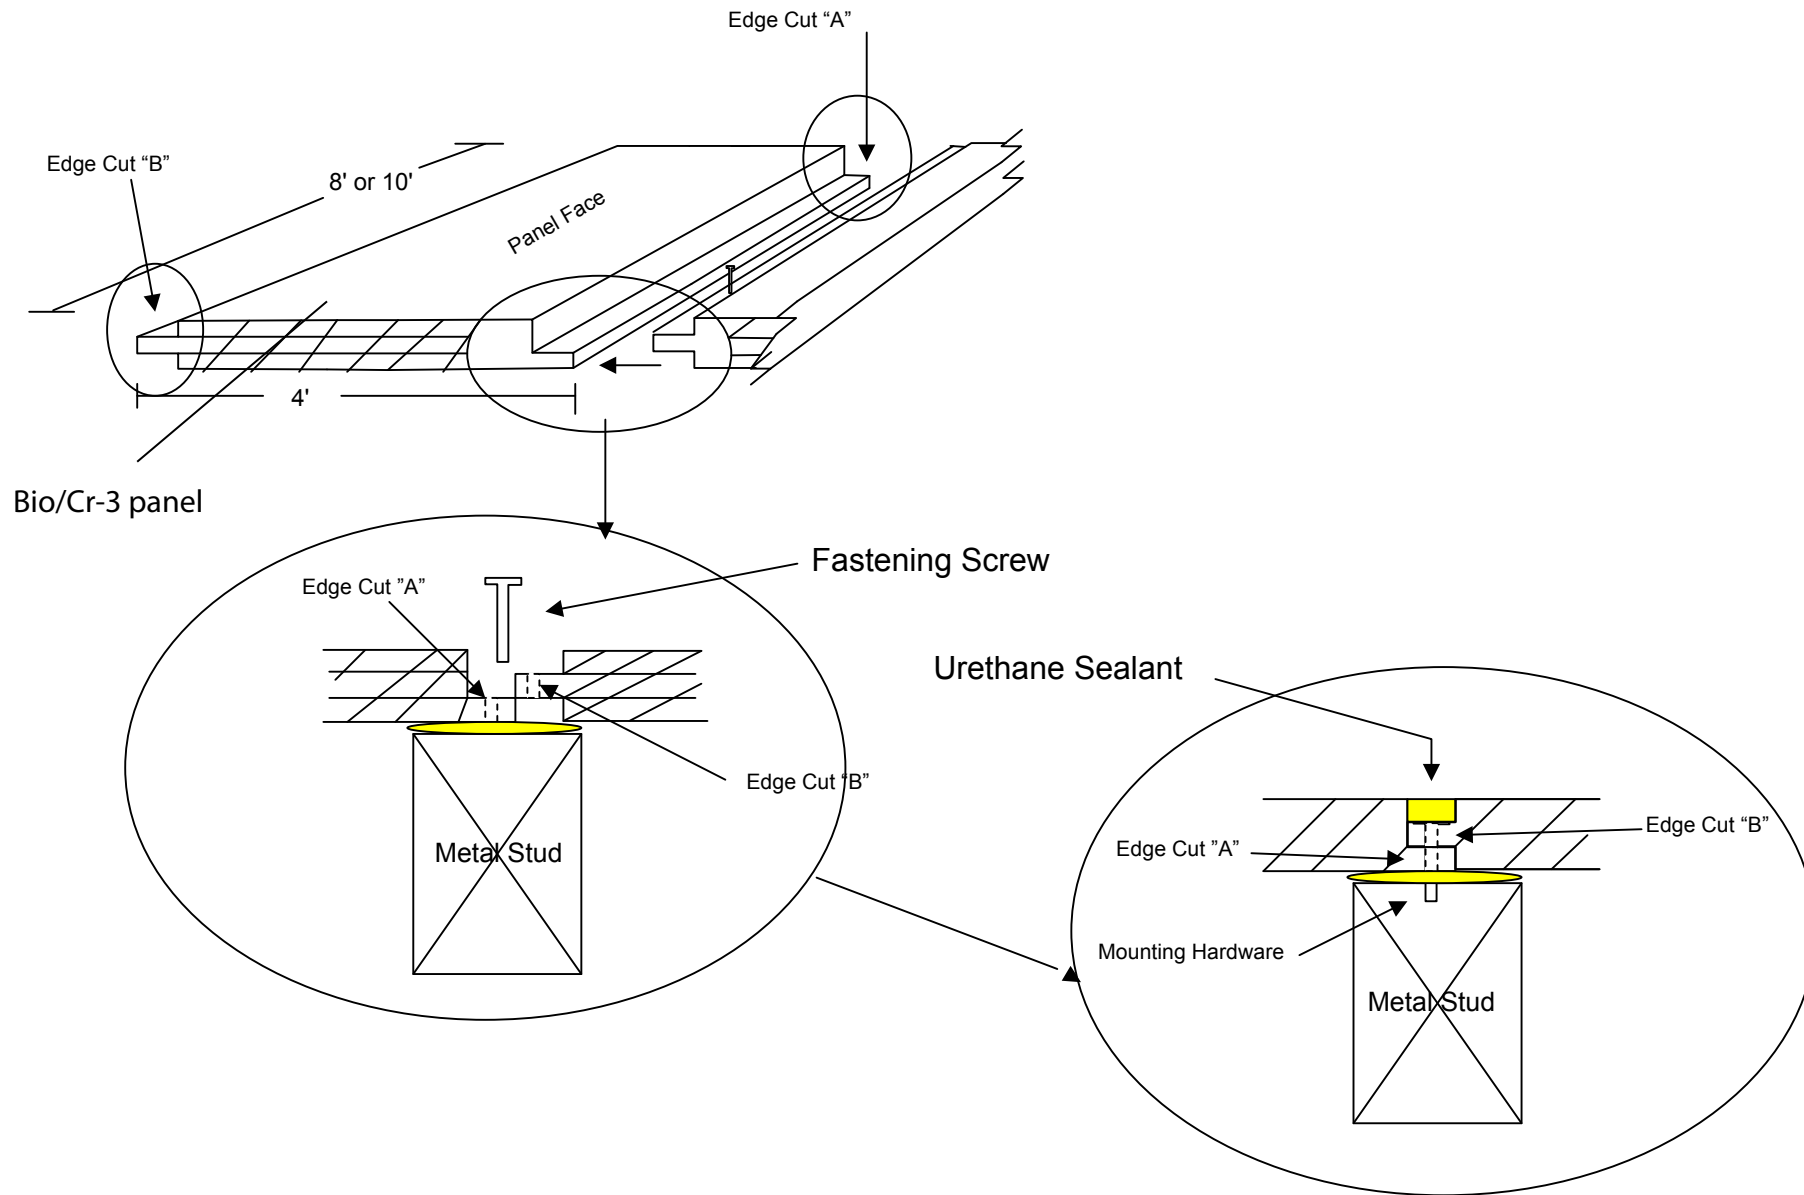 Edge Cut “A”
Edge Cut “B”
8' or 10'
Panel Face
4'
Bio/Cr-3 panel
Fastening Screw
Edge Cut ”A”
Edge Cut “B”
Metal Stud
Urethane Sealant
Edge Cut “B”
Edge Cut ”A”
Mounting Hardware
Metal Stud